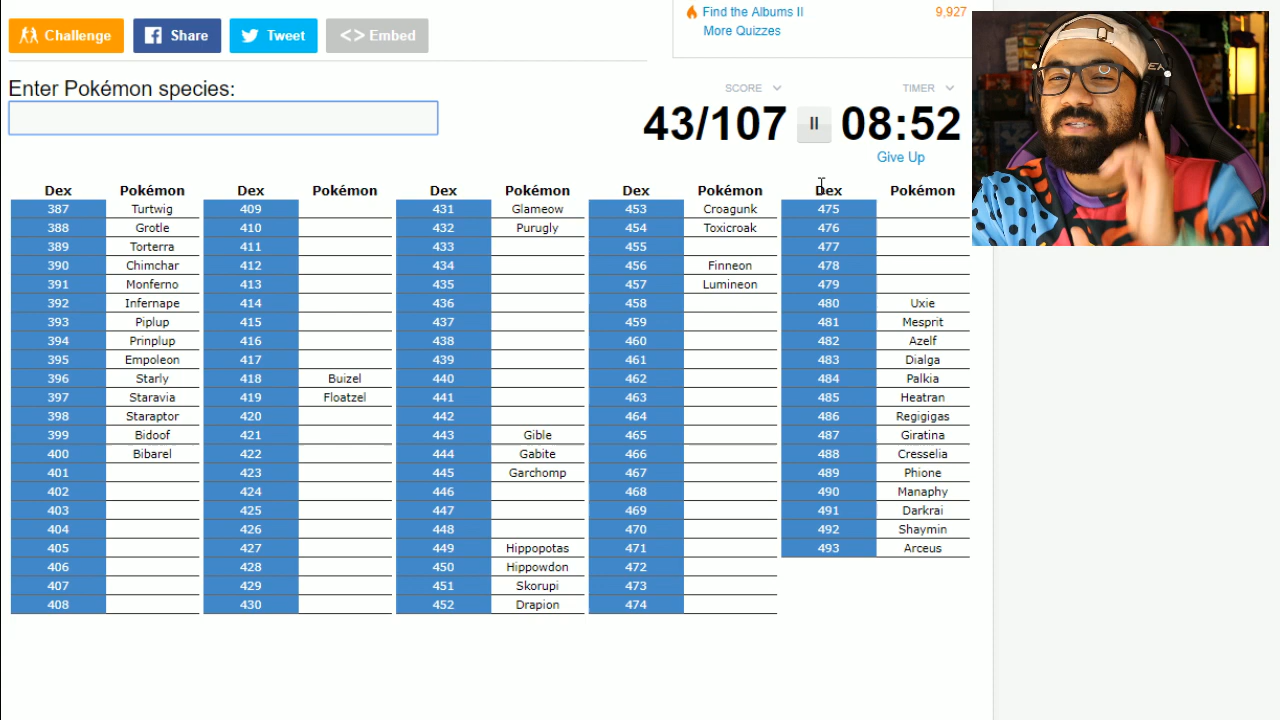 Find the Albums II 9,927
More Quizzes
Challenge Share Tweet <> Embed
Enter Pokémon species:
SCORE TIMER
43/107 II 08:52
Give Up
Dex Pokémon Dex Pokémon Dex Pokémon Dex Pokémon Dex Pokémon
387 Turtwig 409 431 Glameow 453 Croagunk 475
388 Grotle 410 432 Purugly 454 Toxicroak 476
389 Torterra 411 433 455 477
390 Chimchar 412 434 456 Finneon 478
391 Monferno 413 435 457 Lumineon 479
392 Infernape 414 436 458 480 Uxie
393 Piplup 415 437 459 481 Mesprit
394 Prinplup 416 438 460 482 Azelf
395 Empoleon 417 439 461 483 Dialga
396 Starly 418 Buizel 440 462 484 Palkia
397 Staravia 419 Floatzel 441 463 485 Heatran
398 Staraptor 420 442 464 486 Regigigas
399 Bidoof 421 443 Gible 465 487 Giratina
400 Bibarel 422 444 Gabite 466 488 Cresselia
401 423 445 Garchomp 467 489 Phione
402 424 446 468 490 Manaphy
403 425 447 469 491 Darkrai
404 426 448 470 492 Shaymin
405 427 449 Hippopotas 471 493 Arceus
406 428 450 Hippowdon 472
407 429 451 Skorupi 473
408 430 452 Drapion 474